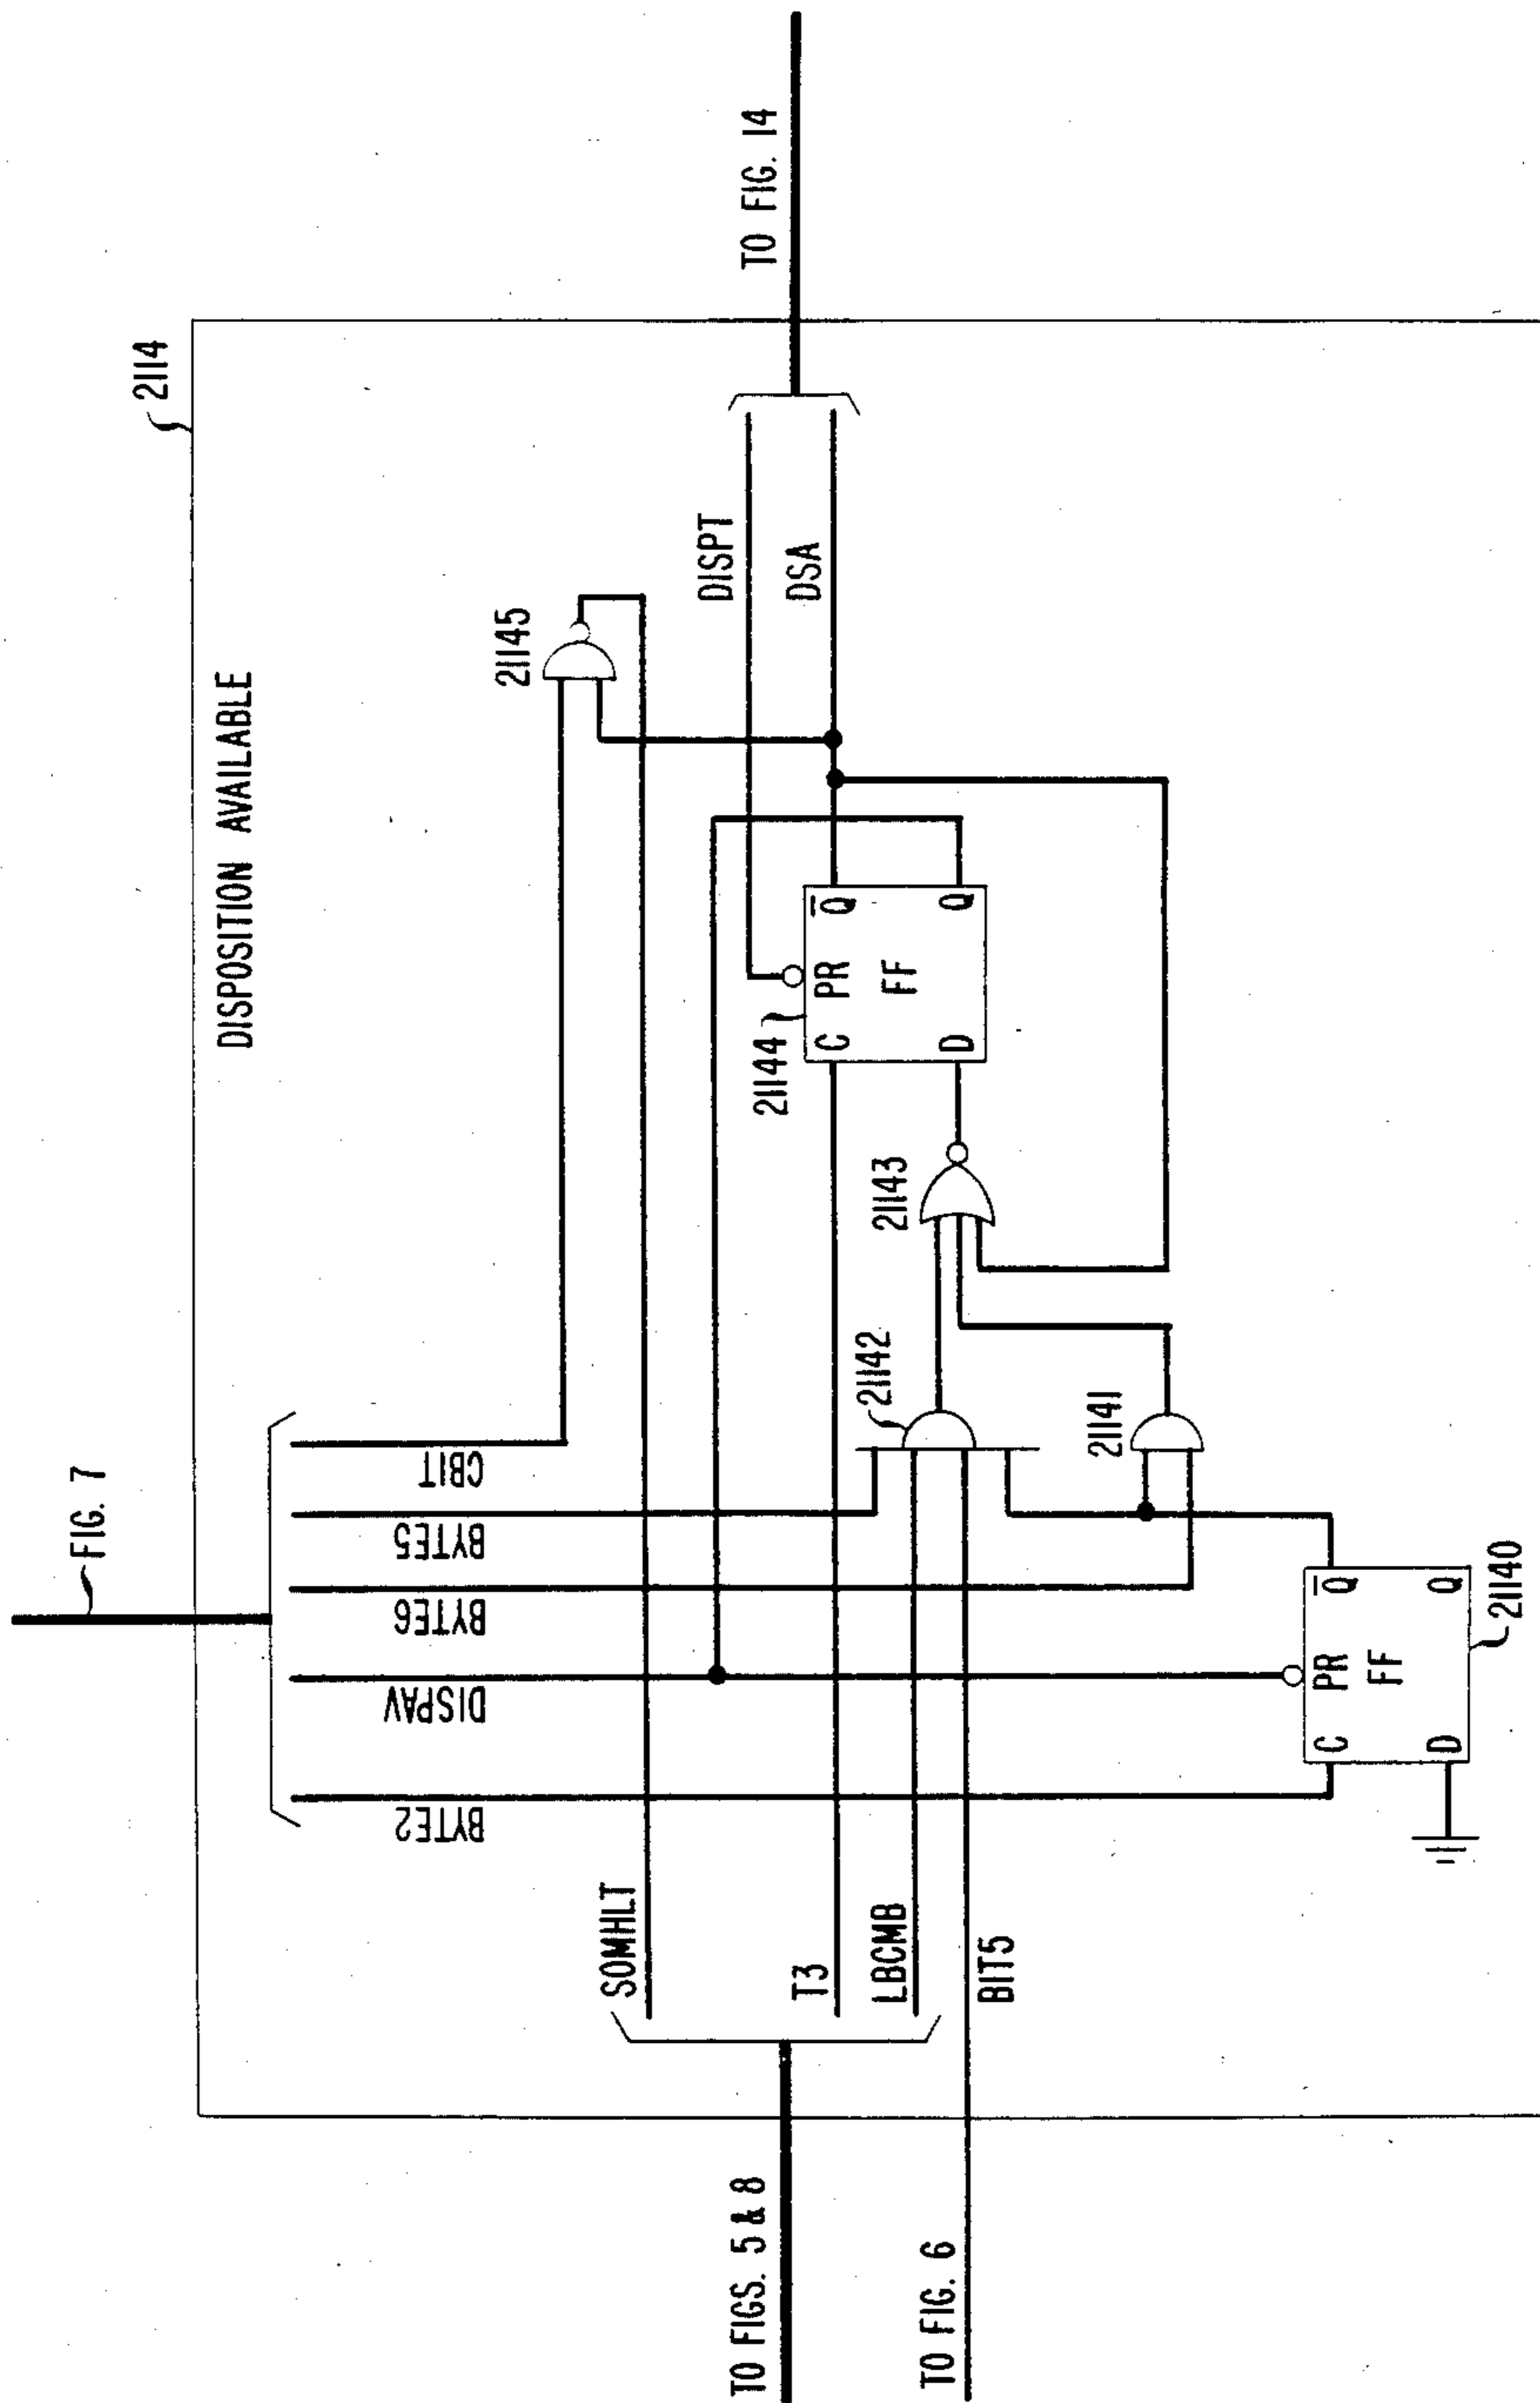 FIG. 7
2114
DISPOSITION AVAILABLE
BYTE2
DISPAV
BYTE6
BYTE5
CBIT
21145
SOMHLT
DISPT
TO FIG. 14
TO FIGS. 5 & 8
T3
21144
C
PR
Q̅
DSA
FF
D
Q
LBCMB
21142
21143
TO FIG. 6
BIT5
21141
C
PR
Q̅
FF
D
Q
21140